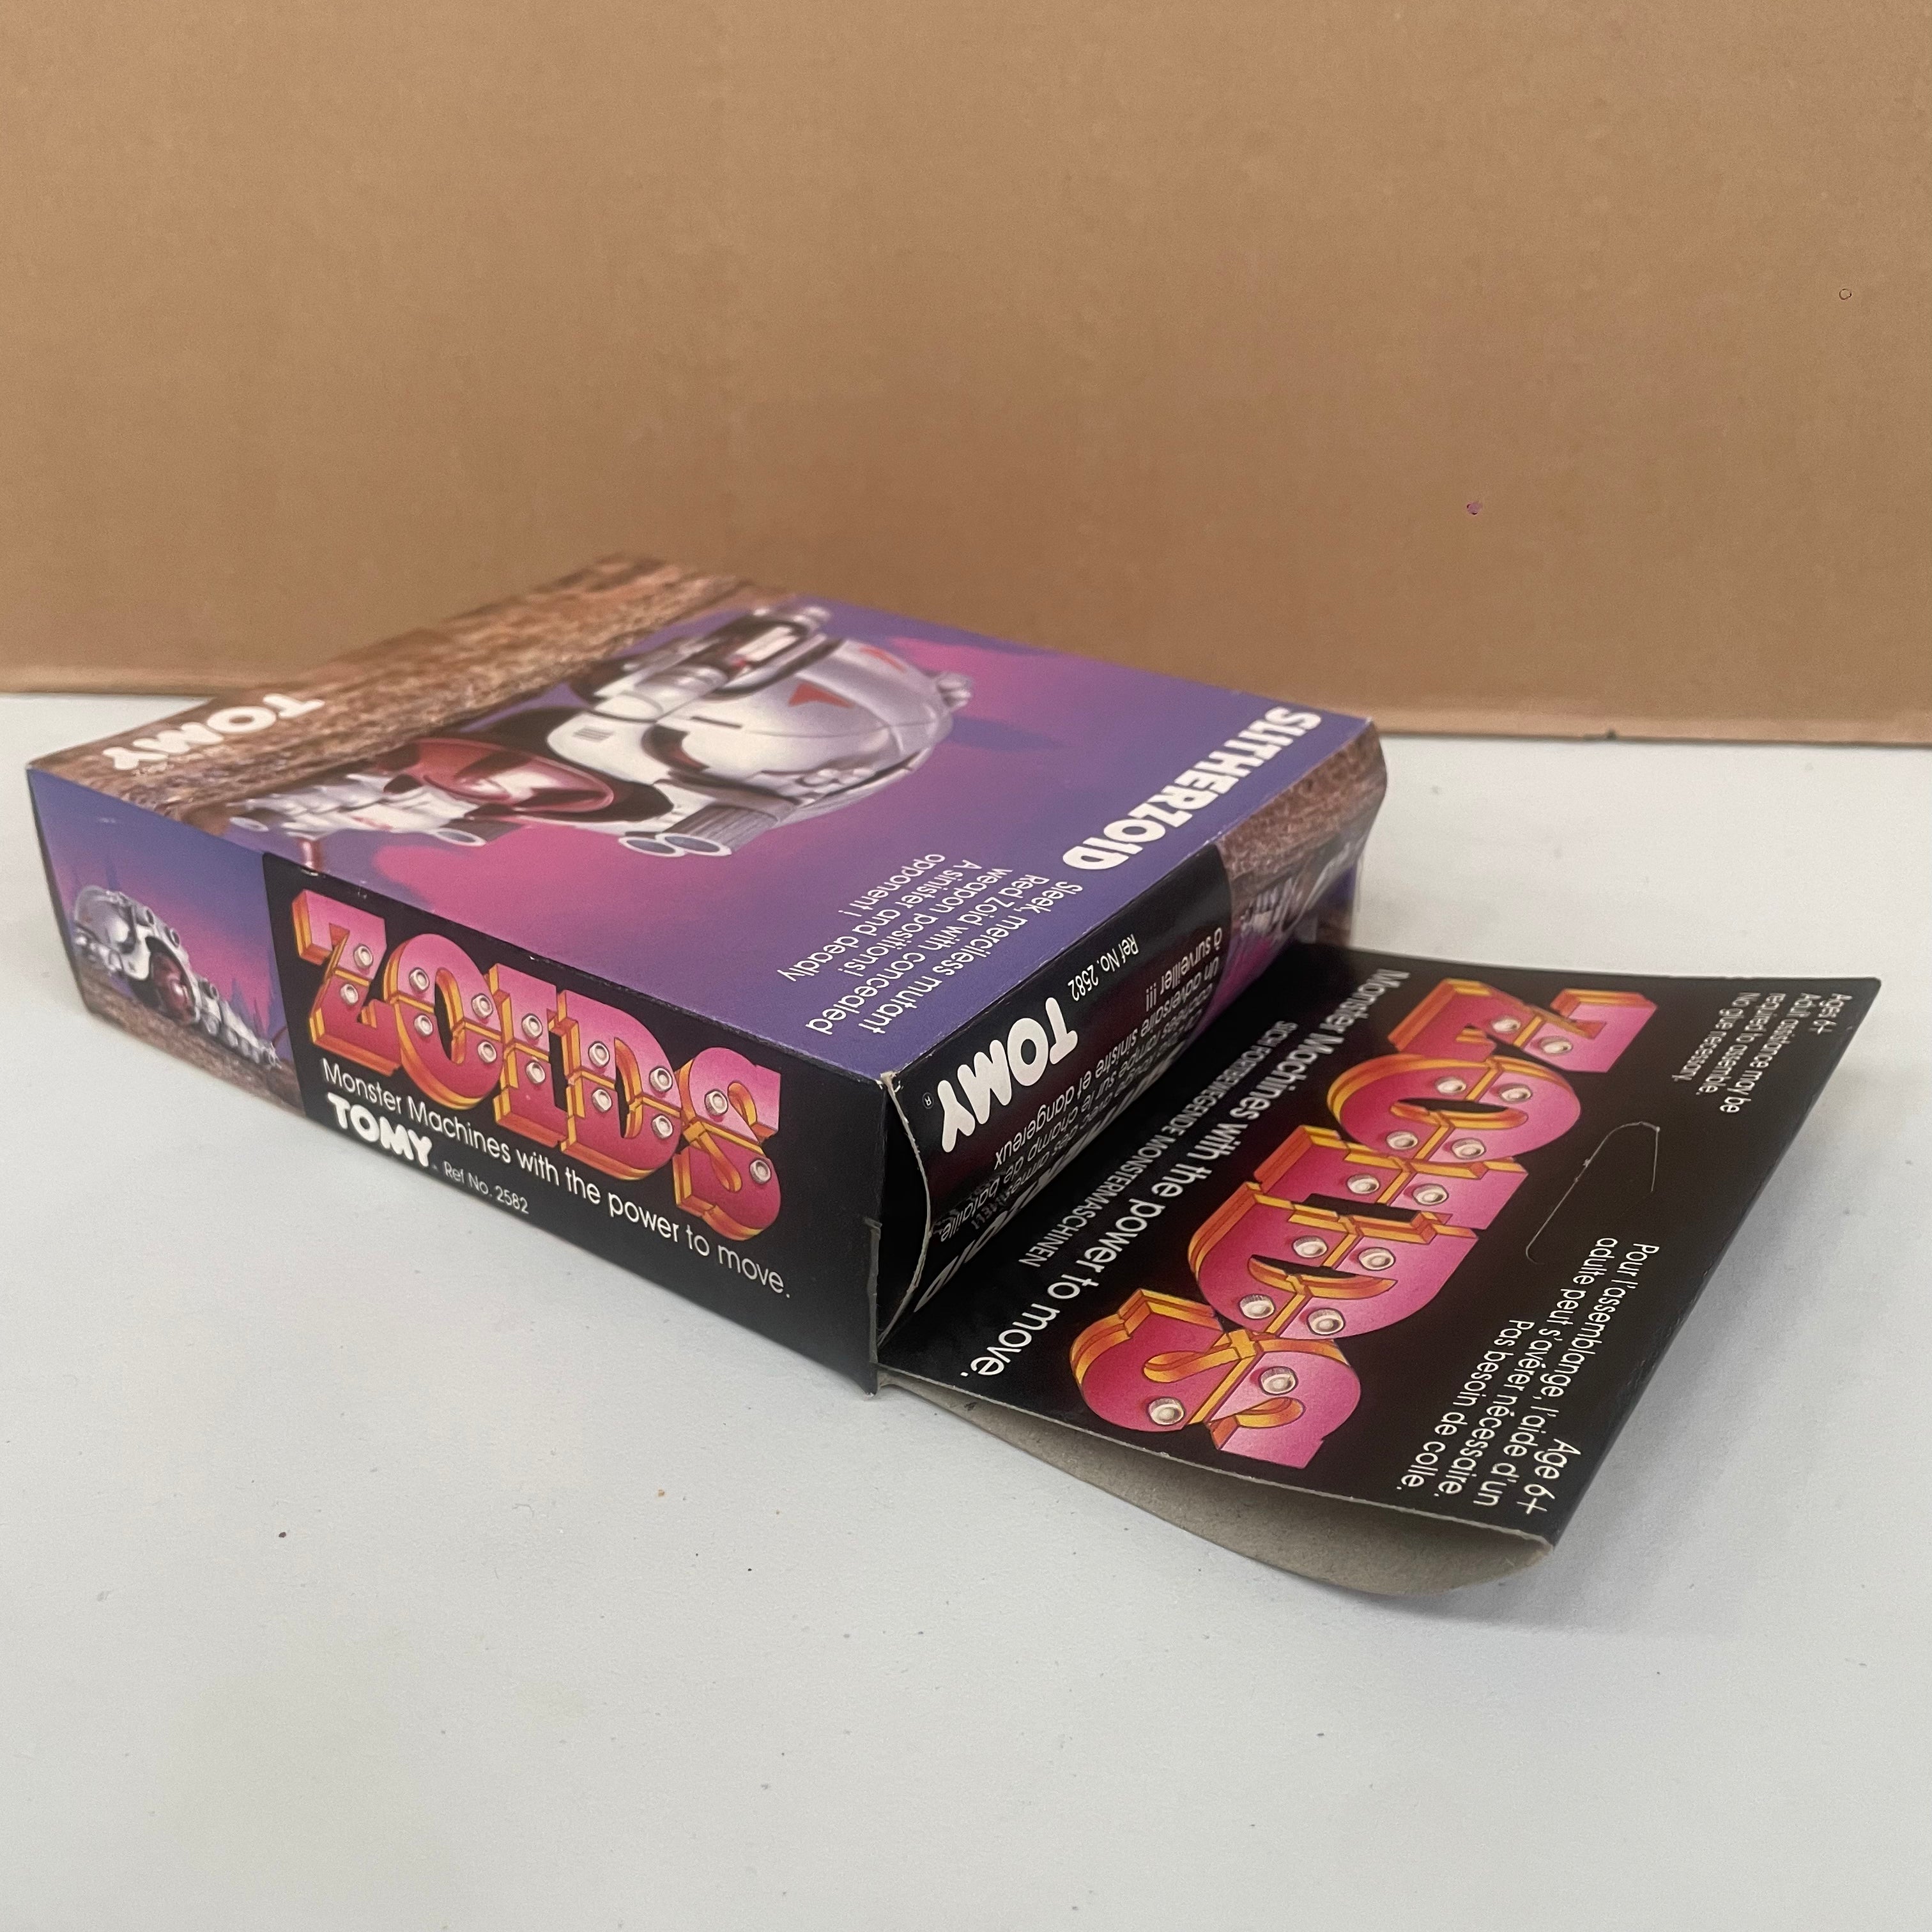 TOMY
SLITHERZOID
Sleek, merciless mutant
Red Zoid with concealed
weapon positions!
A sinister and deadly
opponent!
ZOIDS
Monster Machines with the power to move.
TOMY
Ref No. 2582
Ref No. 2582
TOMY
®
adversaire sinistre et dangereux
à surveiller !!!
Age 6+
Adult assistance may be
required to assemble.
No glue necessary.
Age 6+
Pour l'assemblange, l'aide d'un
adulte peut s'avérer nécessaire.
Pas besoin de colle.
ZOIDS
Monster Machines with the power to move.
SICH FORTBEWEGENDE MONSTERMASCHINEN